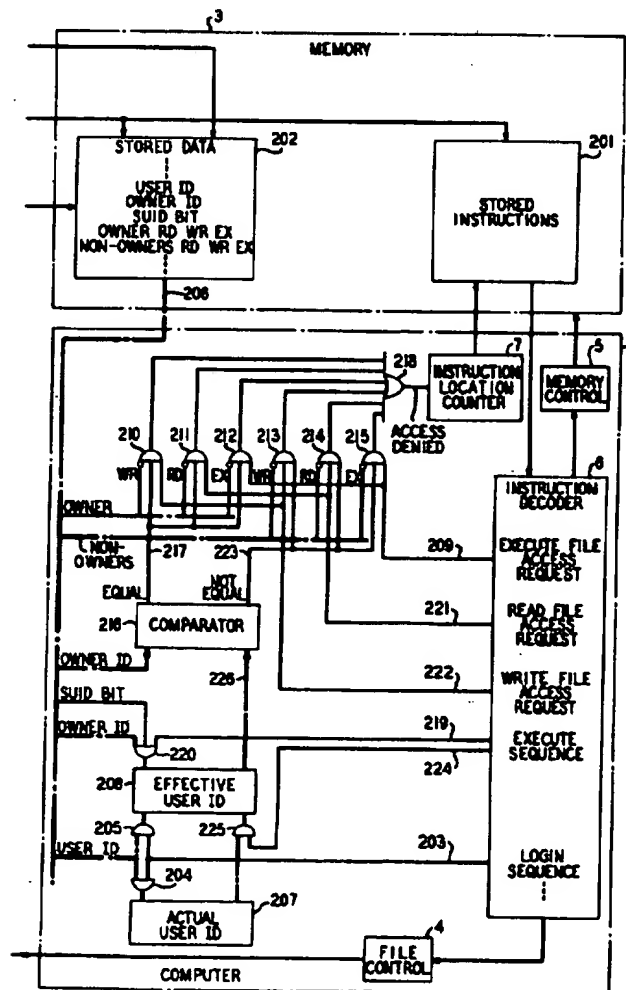 3
MEMORY
202
STORED DATA
USER ID
OWNER ID
SUID BIT
OWNER RD WR EX
NON-OWNERS RD WR EX
201
STORED
INSTRUCTIONS
206
218
7
INSTRUCTION
LOCATION
COUNTER
5
MEMORY
CONTROL
ACCESS
DENIED
210
211
212
213
214
215
WR
RD
EX
WR
RD
EX
6
INSTRUCTION
DECODER
OWNER
NON-
OWNERS
217
223
209
EXECUTE FILE
ACCESS
REQUEST
EQUAL
NOT
EQUAL
221
READ FILE
ACCESS
REQUEST
216
COMPARATOR
OWNER ID
226
222
WRITE FILE
ACCESS
REQUEST
SUID BIT
OWNER ID
220
219
EXECUTE
SEQUENCE
224
208
EFFECTIVE
USER ID
205
225
USER ID
203
LOGIN
SEQUENCE
204
ACTUAL
USER ID
207
4
FILE
CONTROL
COMPUTER